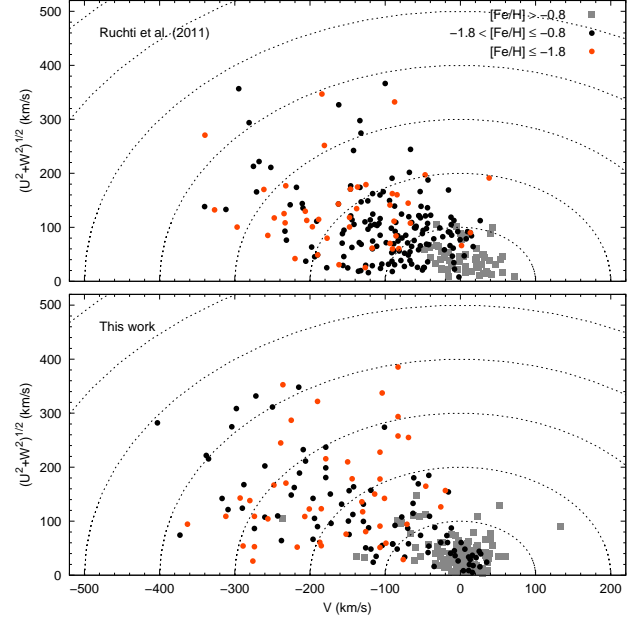 500
400
300
200
100
0
(U²+W²)^1/2 (km/s)
Ruchti et al. (2011)
[Fe/H] > −0.8
−1.8 < [Fe/H] ≤ −0.8
[Fe/H] ≤ −1.8
500
400
300
200
100
0
(U²+W²)^1/2 (km/s)
This work
−500 −400 −300 −200 −100 0 100 200
V (km/s)